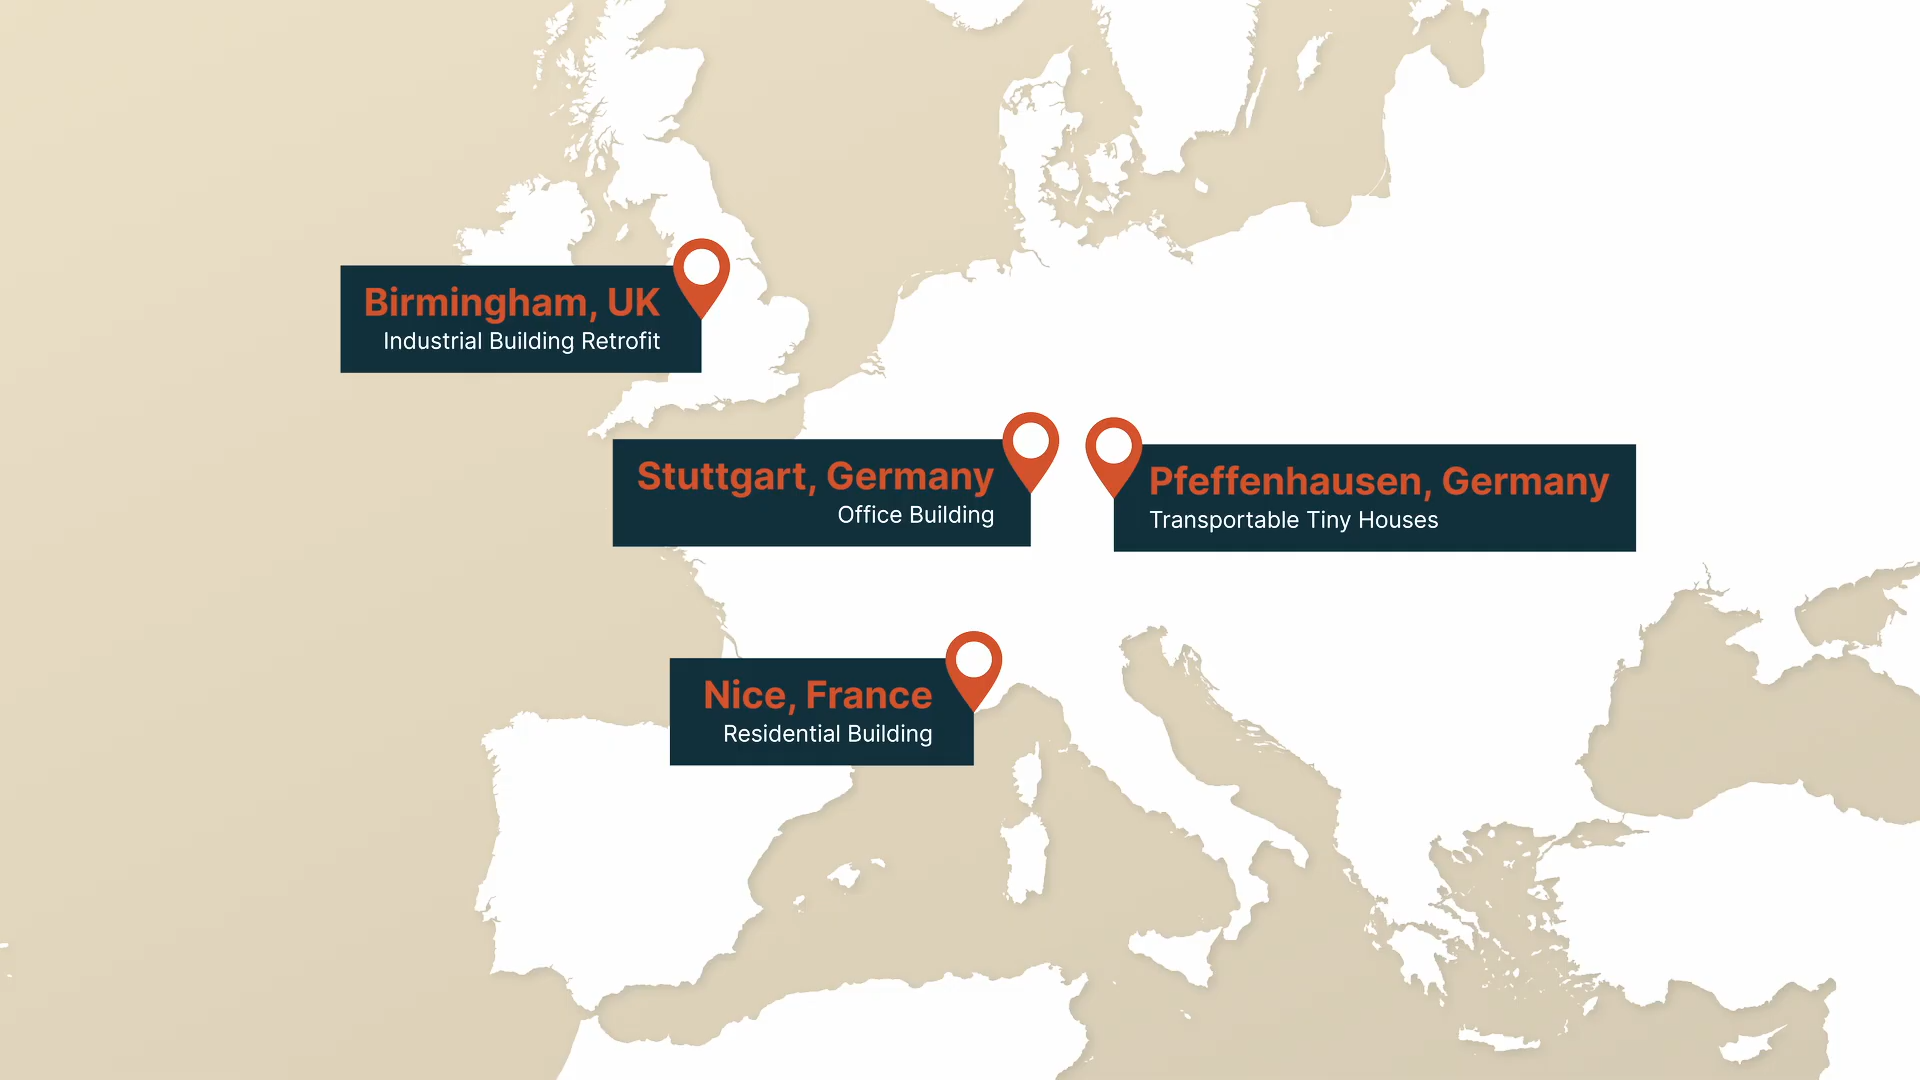 Birmingham, UK
Industrial Building Retrofit
Stuttgart, Germany
Office Building
Pfeffenhausen, Germany
Transportable Tiny Houses
Nice, France
Residential Building